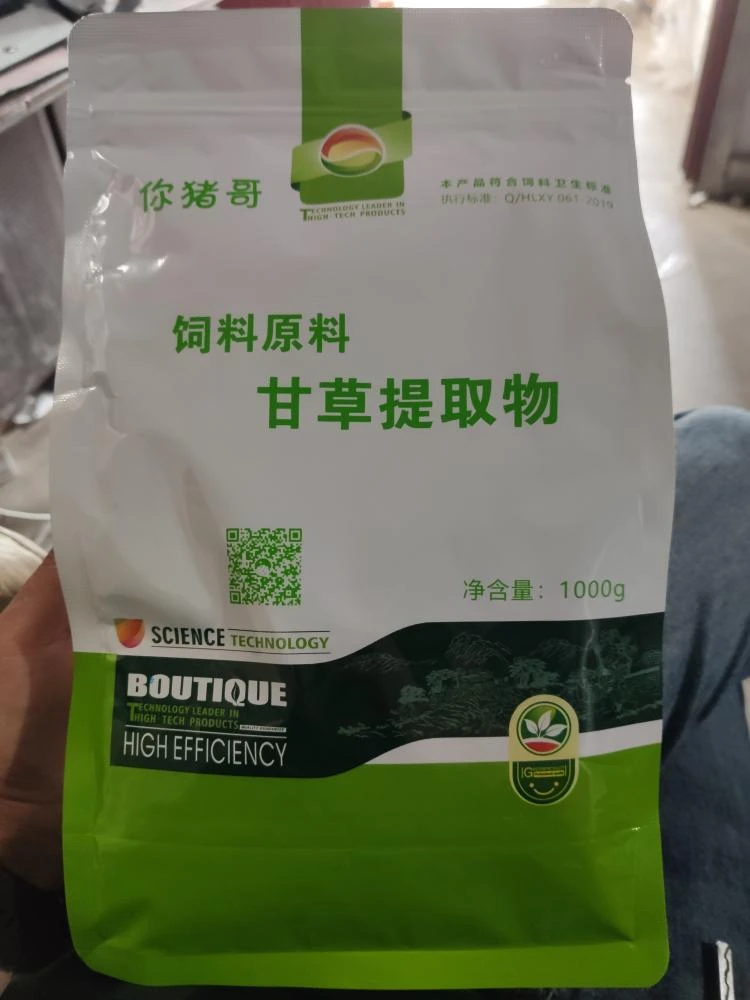 你猪哥
TECHNOLOGY LEADER IN
HIGH-TECH PRODUCTS
本产品符合饲料卫生标准
执行标准：Q/HLXY 061-2019
饲料原料
甘草提取物
净含量：1000g
SCIENCE TECHNOLOGY
BOUTIQUE
TECHNOLOGY LEADER IN
HIGH-TECH PRODUCTS
HIGH EFFICIENCY